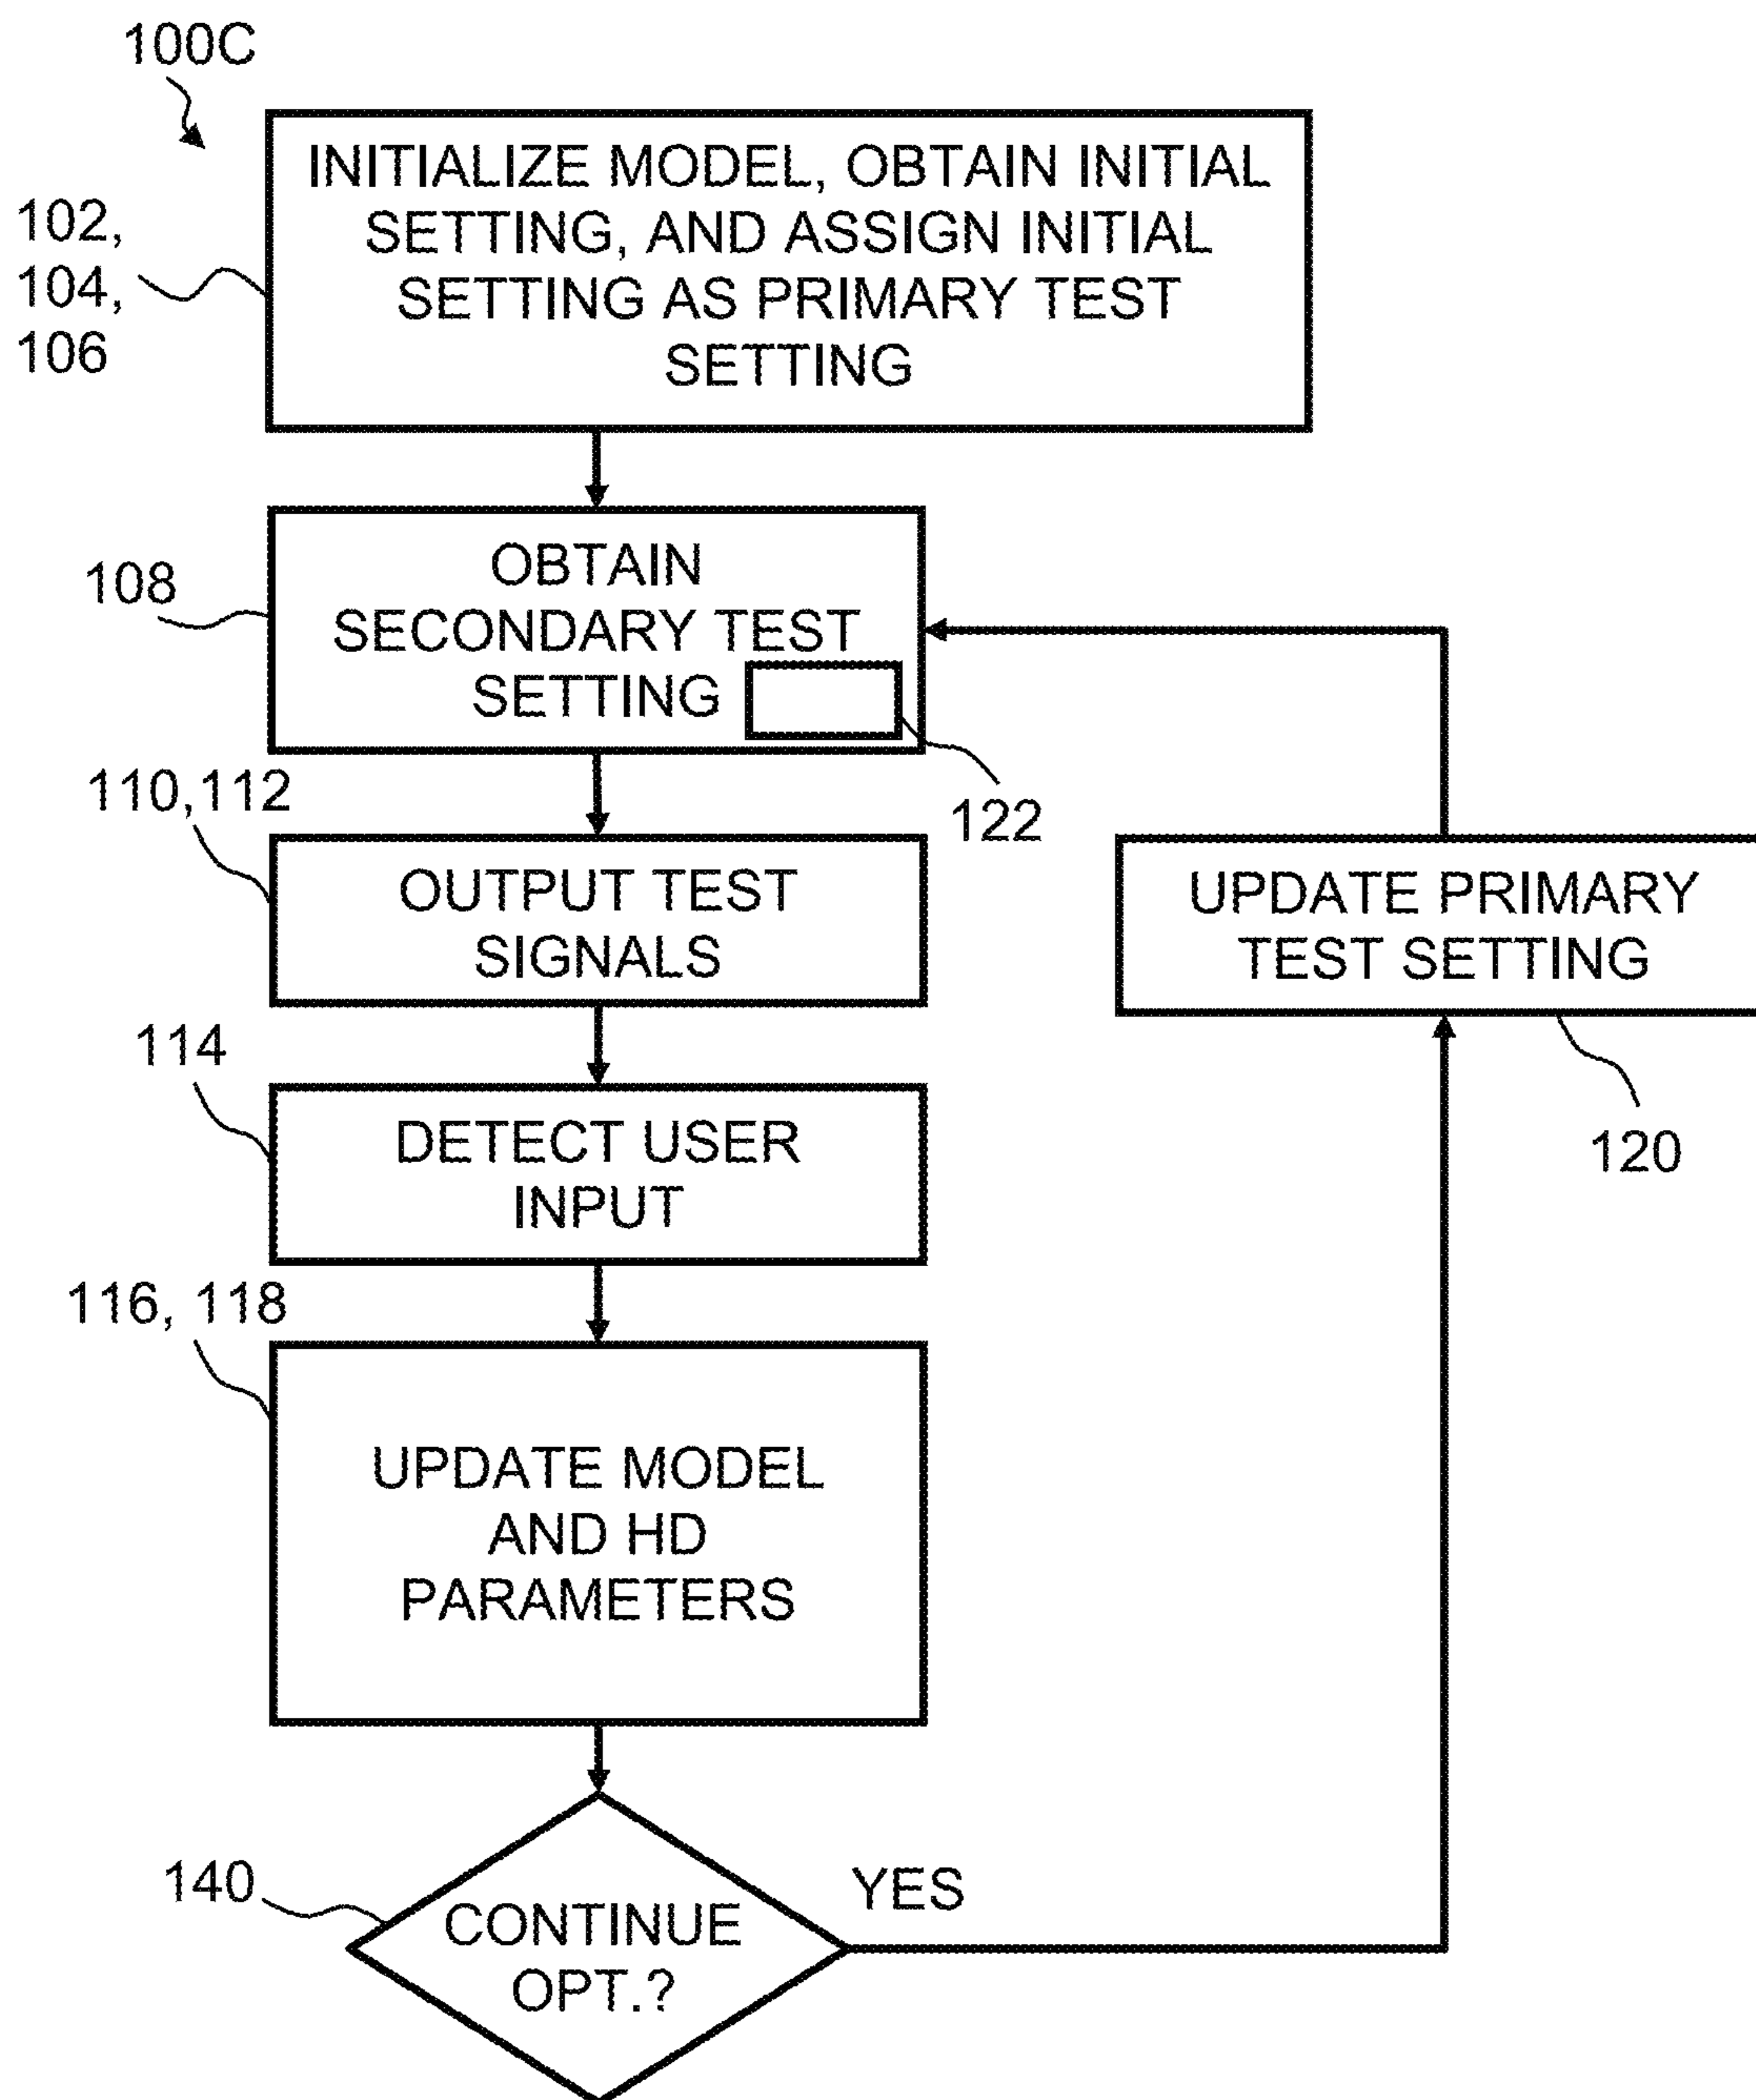 100C
INITIALIZE MODEL, OBTAIN INITIAL
SETTING, AND ASSIGN INITIAL
SETTING AS PRIMARY TEST
SETTING
102,
104,
106
OBTAIN
SECONDARY TEST
SETTING
108
122
110,112
OUTPUT TEST
SIGNALS
UPDATE PRIMARY
TEST SETTING
120
114
DETECT USER
INPUT
116, 118
UPDATE MODEL
AND HD
PARAMETERS
140
CONTINUE
OPT.?
YES